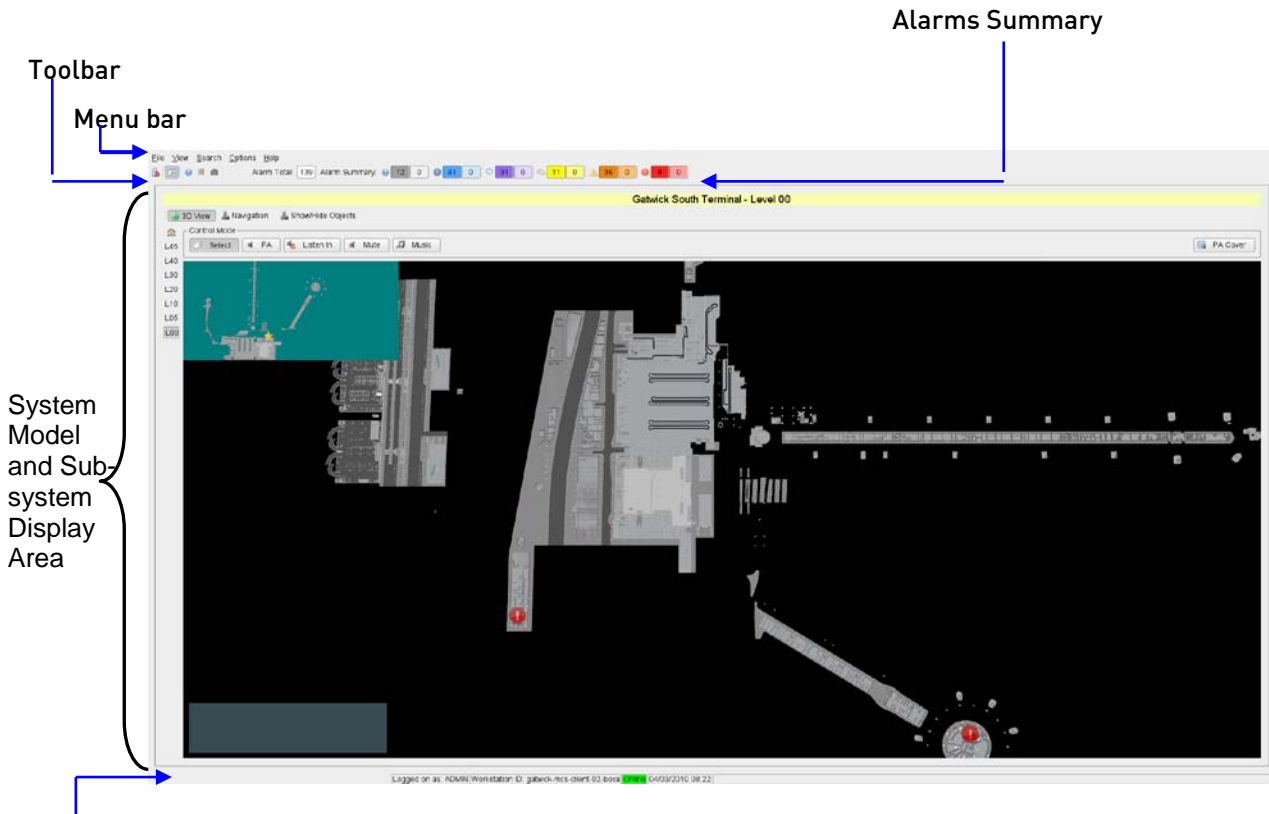 Alarms Summary
Toolbar
Menu bar
File View Search Options Help
Alarm Total: 139 Alarm Summary: 12 0 41 0 31 0 11 0 36 0 8 0
Gatwick South Terminal - Level 00
3D View Navigation Show/Hide Objects
Control Mode
Select PA Listen In Mute Music PA Cover
L45
L40
L30
L20
L10
L05
L00
System
Model
and Sub-
system
Display
Area
Logged on as: ADMIN Workstation ID: gatwick-mcs-client-02-bosa Online 04/03/2010 08:22